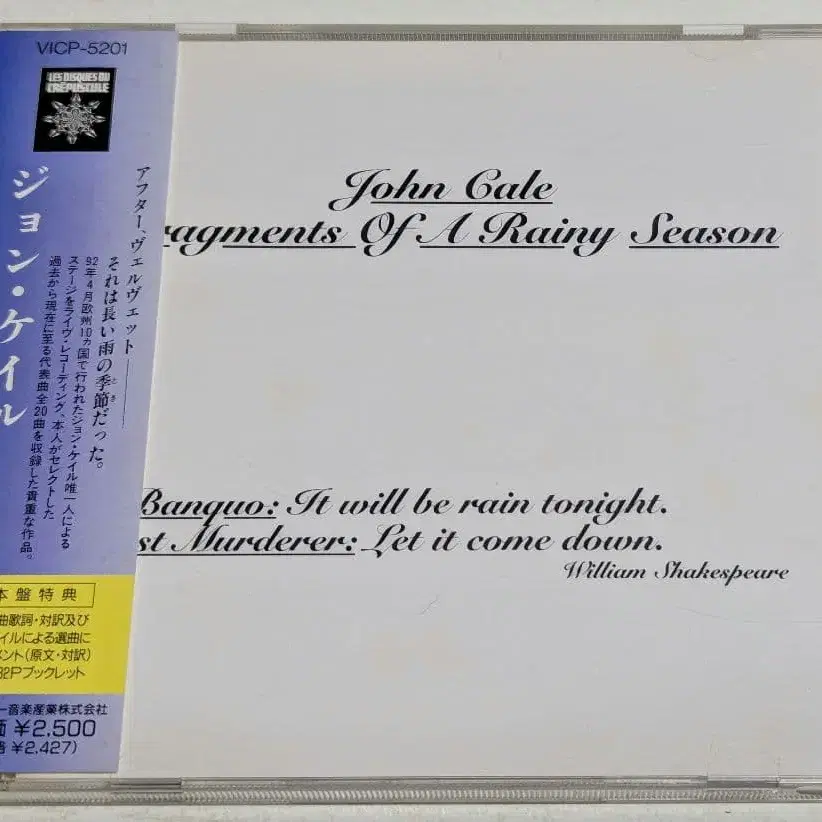 VICP-5201
LES DISQUES DU
CRÉPUSCULE
アフター、ヴェルヴェット———
それは長い雨の季節だった。
とき
92年4月欧州10ヵ国で行われたジョン・ケイル唯一人による
ステージをライヴ・レコーディング、本人がセレクトした
過去から現在に至る代表曲全20曲を収録した貴重な作品。
ジョン・ケイル
本盤特典
曲歌詞・対訳及び
イルによる選曲に
メント(原文・対訳)
32Pブックレット
ー音楽産業株式会社
価 ¥2,500
格 ¥2,427)
John Cale
ragments Of A Rainy Season
Banquo: It will be rain tonight.
st Murderer: Let it come down.
William Shakespeare